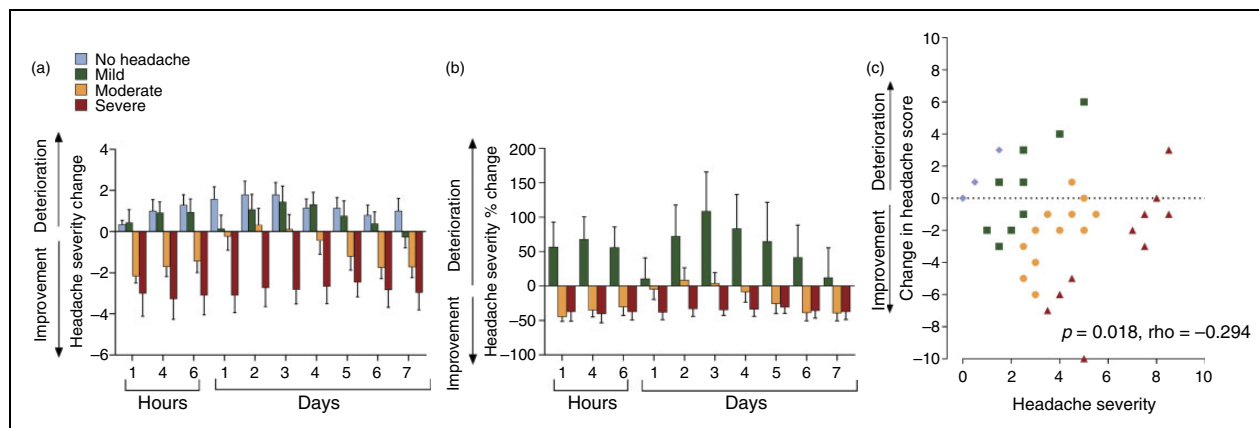 (a)
No headache
Mild
Moderate
Severe
Improvement
Deterioration
Headache severity change
4
2
0
−2
−4
−6
1 4 6 1 2 3 4 5 6 7
Hours Days
(b)
Improvement
Deterioration
Headache severity % change
200
150
100
50
0
−50
−100
1 4 6 1 2 3 4 5 6 7
Hours Days
(c)
Improvement
Deterioration
Change in headache score
10
8
6
4
2
0
−2
−4
−6
−8
−10
p = 0.018, rho = −0.294
0 2 4 6 8 10
Headache severity